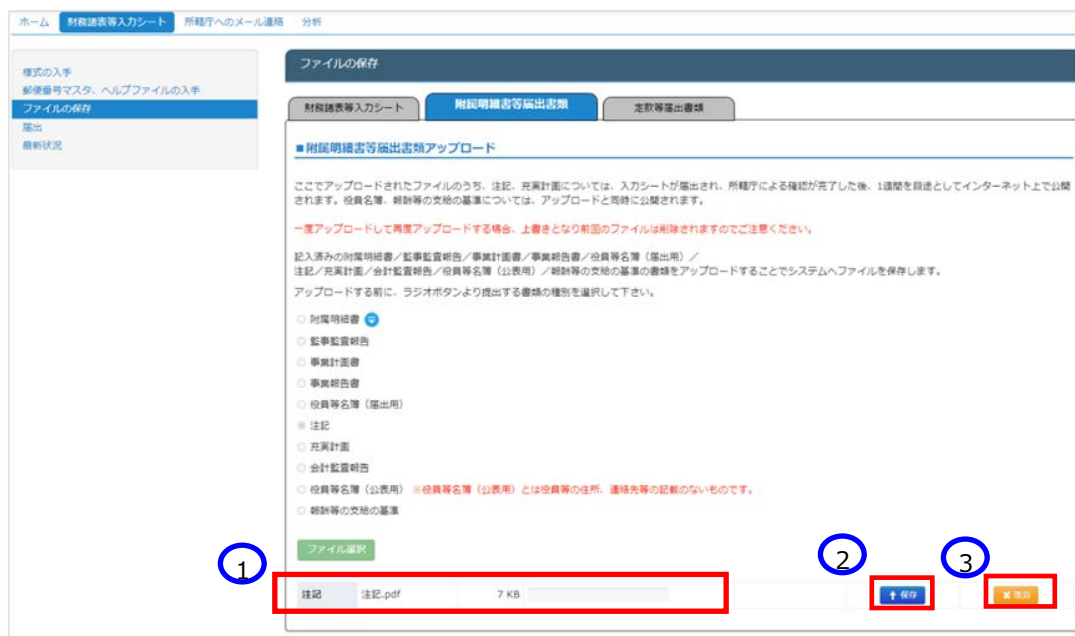 ホーム 財務諸表等入力シート 所轄庁へのメール連絡 分析
様式の入手
郵便番号マスタ、ヘルプファイルの入手
ファイルの保存
届出
最新状況
ファイルの保存
財務諸表等入力シート 附属明細書等届出書類 定款等届出書類
■附属明細書等届出書類アップロード
ここでアップロードされたファイルのうち、注記、充実計画については、入力シートが届出され、所轄庁による確認が完了した後、1週間を目途としてインターネット上で公開
されます。役員名簿、報酬等の支給の基準については、アップロードと同時に公開されます。
一度アップロードして再度アップロードする場合、上書きとなり前回のファイルは削除されますのでご注意ください。
記入済みの附属明細書／監事監査報告／事業計画書／事業報告書／役員等名簿（届出用）／
注記／充実計画／会計監査報告／役員等名簿（公表用）／報酬等の支給の基準の書類をアップロードすることでシステムへファイルを保存します。
アップロードする前に、ラジオボタンより提出する書類の種別を選択して下さい。
附属明細書
監事監査報告
事業計画書
事業報告書
役員等名簿（届出用）
注記
充実計画
会計監査報告
役員等名簿（公表用） ※役員等名簿（公表用）とは役員等の住所、連絡先等の記載のないものです。
報酬等の支給の基準
ファイル選択
1 2 3
注記 注記.pdf 7 KB 保存 取消